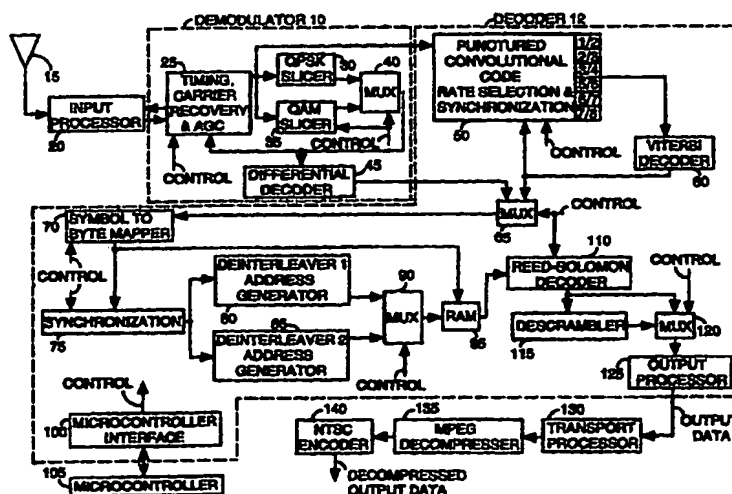 DEMODULATOR 10
DECODER 12
15
INPUT
PROCESSOR
20
25
TIMING,
CARRIER
RECOVERY
& AGC
QPSK
SLICER
30
QAM
SLICER
35
40
MUX
CONTROL
CONTROL
DIFFERENTIAL
DECODER
45
PUNCTURED
CONVOLUTIONAL
CODE
RATE SELECTION &
SYNCHRONIZATION
50
1/2
2/3
3/4
5/6
6/7
7/8
CONTROL
VITERBI
DECODER
60
MUX
65
CONTROL
70
SYMBOL TO
BYTE MAPPER
CONTROL
SYNCHRONIZATION
75
DEINTERLEAVER 1
ADDRESS
GENERATOR
80
85
DEINTERLEAVER 2
ADDRESS
GENERATOR
90
MUX
CONTROL
RAM
95
110
REED-SOLOMON
DECODER
CONTROL
DESCRAMBLER
115
MUX
120
125
OUTPUT
PROCESSOR
OUTPUT
DATA
CONTROL
100
MICROCONTROLLER
INTERFACE
105
MICROCONTROLLER
140
NTSC
ENCODER
135
MPEG
DECOMPRESSER
130
TRANSPORT
PROCESSOR
DECOMPRESSED
OUTPUT DATA